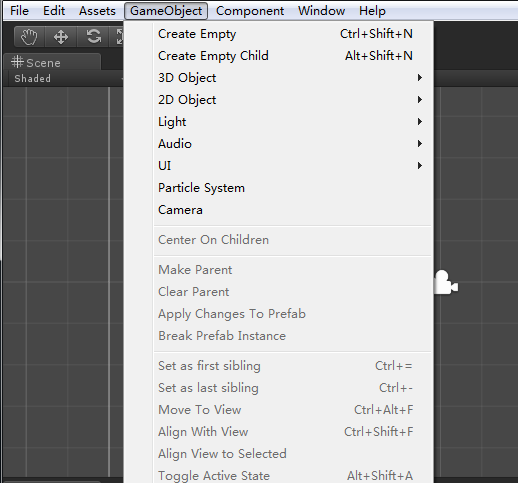 File Edit Assets GameObject Component Window Help
Scene
Shaded
Create Empty Ctrl+Shift+N
Create Empty Child Alt+Shift+N
3D Object
2D Object
Light
Audio
UI
Particle System
Camera
Center On Children
Make Parent
Clear Parent
Apply Changes To Prefab
Break Prefab Instance
Set as first sibling Ctrl+=
Set as last sibling Ctrl+-
Move To View Ctrl+Alt+F
Align With View Ctrl+Shift+F
Align View to Selected
Toggle Active State Alt+Shift+A